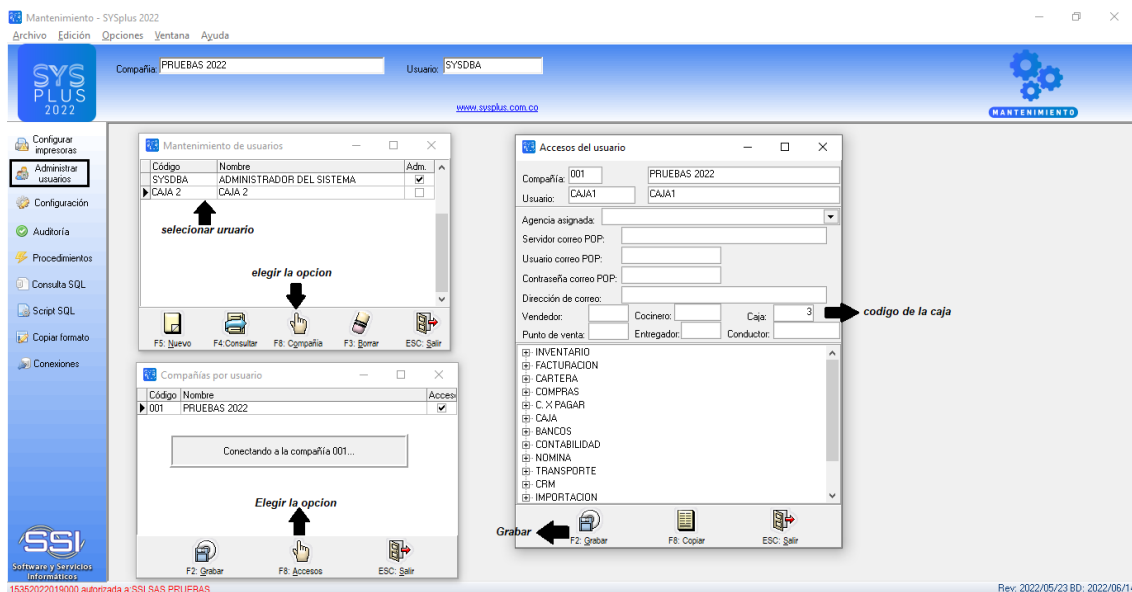 Mantenimiento - SYSplus 2022
Archivo Edición Opciones Ventana Ayuda
SYS
PLUS
2022
Compañia: PRUEBAS 2022
Usuario: SYSDBA
www.sysplus.com.co
MANTENIMIENTO
Configurar
impresoras
Administrar
usuarios
Configuración
Auditoría
Procedimientos
Consulta SQL
Script SQL
Copiar formato
Conexiones
SSI
Software y Servicios
Informáticos
Mantenimiento de usuarios
Código Nombre Adm.
SYSDBA ADMINISTRADOR DEL SISTEMA
CAJA 2 CAJA 2
selecionar uruario
elegir la opcion
F5: Nuevo F4:Consultar F8: Compañia F3: Borrar ESC: Salir
Compañías por usuario
Código Nombre Acceso
001 PRUEBAS 2022
Conectando a la compañía 001...
Elegir la opcion
F2: Grabar F8: Accesos ESC: Salir
Accesos del usuario
Compañía: 001 PRUEBAS 2022
Usuario: CAJA1 CAJA1
Agencia asignada:
Servidor correo POP:
Usuario correo POP:
Contraseña correo POP:
Dirección de correo:
Vendedor: Cocinero: Caja: 3
codigo de la caja
Punto de venta: Entregador: Conductor:
INVENTARIO
FACTURACION
CARTERA
COMPRAS
C. X PAGAR
CAJA
BANCOS
CONTABILIDAD
NOMINA
TRANSPORTE
CRM
IMPORTACION
Grabar
F2: Grabar F8: Copiar ESC: Salir
15352022019000 autorizada a:SSI SAS PRUEBAS
Rev: 2022/05/23 BD: 2022/06/14